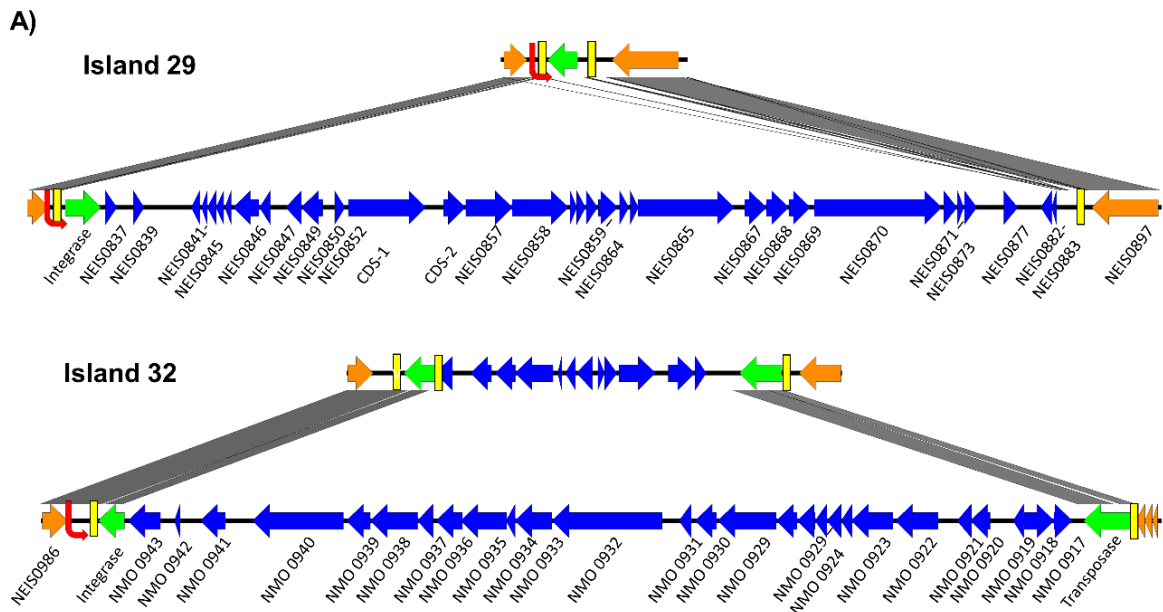 A)
Island 29
Integrase
NEIS0837
NEIS0839
NEIS0841-
NEIS0845
NEIS0846
NEIS0847
NEIS0849
NEIS0850
NEIS0852
CDS-1
CDS-2
NEIS0857
NEIS0858
NEIS0859 –
NEIS0864
NEIS0865
NEIS0867
NEIS0868
NEIS0869
NEIS0870
NEIS0871 –
NEIS0873
NEIS0877
NEIS0882-
NEIS0883
NEIS0897
Island 32
NEIS0986
Integrase
NMO 0943
NMO 0942
NMO 0941
NMO 0940
NMO 0939
NMO 0938
NMO 0937
NMO 0936
NMO 0935
NMO 0934
NMO 0933
NMO 0932
NMO 0931
NMO 0930
NMO 0929
NMO 0929
NMO 0924
NMO 0923
NMO 0922
NMO 0921
NMO 0920
NMO 0919
NMO 0918
NMO 0917
Transposase